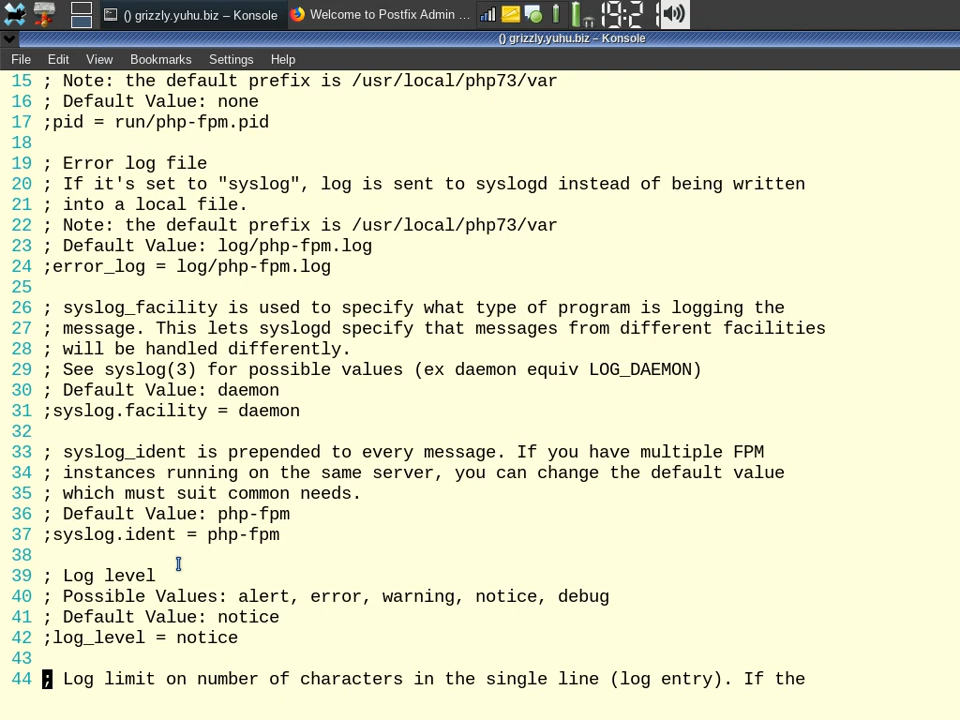 () grizzly.yuhu.biz – Konsole
Welcome to Postfix Admin ...
19:2
() grizzly.yuhu.biz – Konsole
File Edit View Bookmarks Settings Help
15 ; Note: the default prefix is /usr/local/php73/var
16 ; Default Value: none
17 ;pid = run/php-fpm.pid
18
19 ; Error log file
20 ; If it's set to "syslog", log is sent to syslogd instead of being written
21 ; into a local file.
22 ; Note: the default prefix is /usr/local/php73/var
23 ; Default Value: log/php-fpm.log
24 ;error_log = log/php-fpm.log
25
26 ; syslog_facility is used to specify what type of program is logging the
27 ; message. This lets syslogd specify that messages from different facilities
28 ; will be handled differently.
29 ; See syslog(3) for possible values (ex daemon equiv LOG_DAEMON)
30 ; Default Value: daemon
31 ;syslog.facility = daemon
32
33 ; syslog_ident is prepended to every message. If you have multiple FPM
34 ; instances running on the same server, you can change the default value
35 ; which must suit common needs.
36 ; Default Value: php-fpm
37 ;syslog.ident = php-fpm
38
39 ; Log level
40 ; Possible Values: alert, error, warning, notice, debug
41 ; Default Value: notice
42 ;log_level = notice
43
44 ; Log limit on number of characters in the single line (log entry). If the